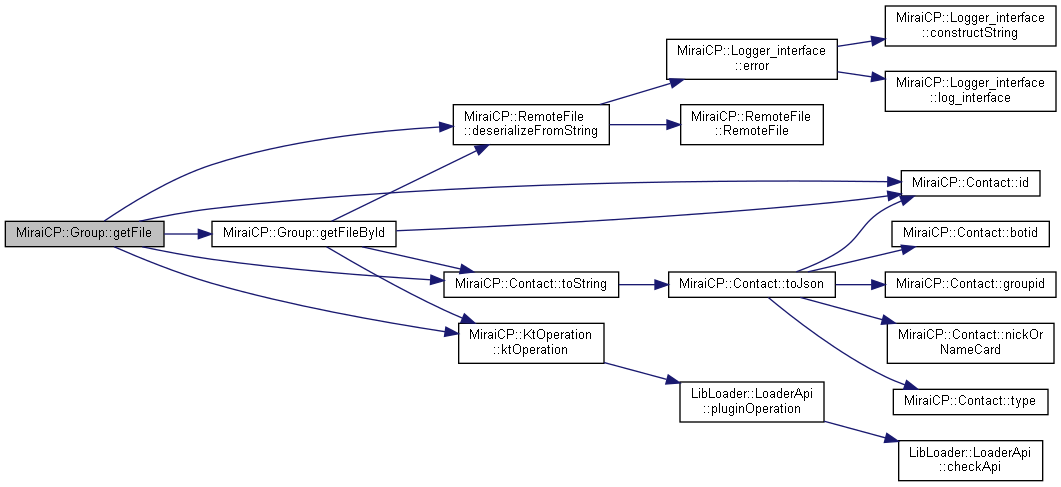 MiraiCP::Group::getFile
MiraiCP::Group::getFileById
MiraiCP::RemoteFile
::deserializeFromString
MiraiCP::Contact::toString
MiraiCP::KtOperation
::ktOperation
MiraiCP::Logger_interface
::error
MiraiCP::RemoteFile
::RemoteFile
MiraiCP::Contact::toJson
LibLoader::LoaderApi
::pluginOperation
MiraiCP::Logger_interface
::constructString
MiraiCP::Logger_interface
::log_interface
MiraiCP::Contact::id
MiraiCP::Contact::botid
MiraiCP::Contact::groupid
MiraiCP::Contact::nickOr
NameCard
MiraiCP::Contact::type
LibLoader::LoaderApi
::checkApi